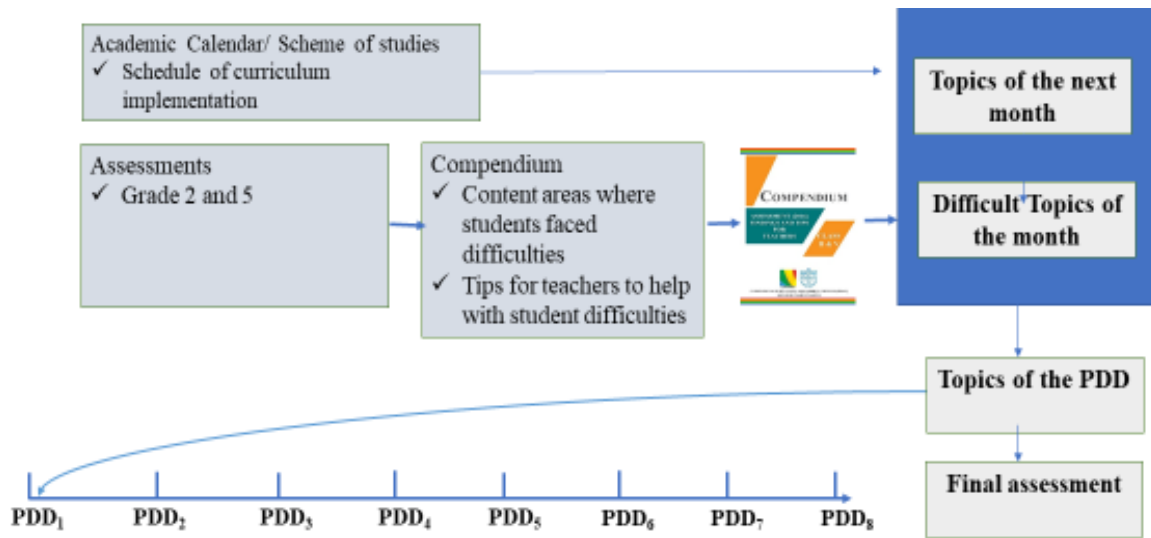 Academic Calendar/ Scheme of studies
✓ Schedule of curriculum
implementation
Topics of the next
month
Assessments
✓ Grade 2 and 5
Compendium
✓ Content areas where
students faced
difficulties
✓ Tips for teachers to help
with student difficulties
COMPENDIUM
TEACHERS
Difficult Topics of
the month
Topics of the PDD
Final assessment
PDD1 PDD2 PDD3 PDD4 PDD5 PDD6 PDD7 PDD8